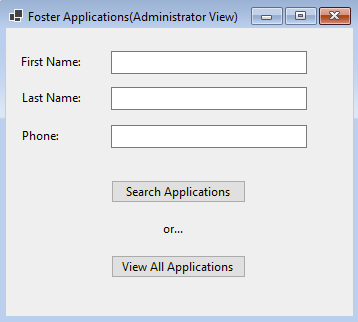 Foster Applications(Administrator View)
First Name:
Last Name:
Phone:
Search Applications
or...
View All Applications